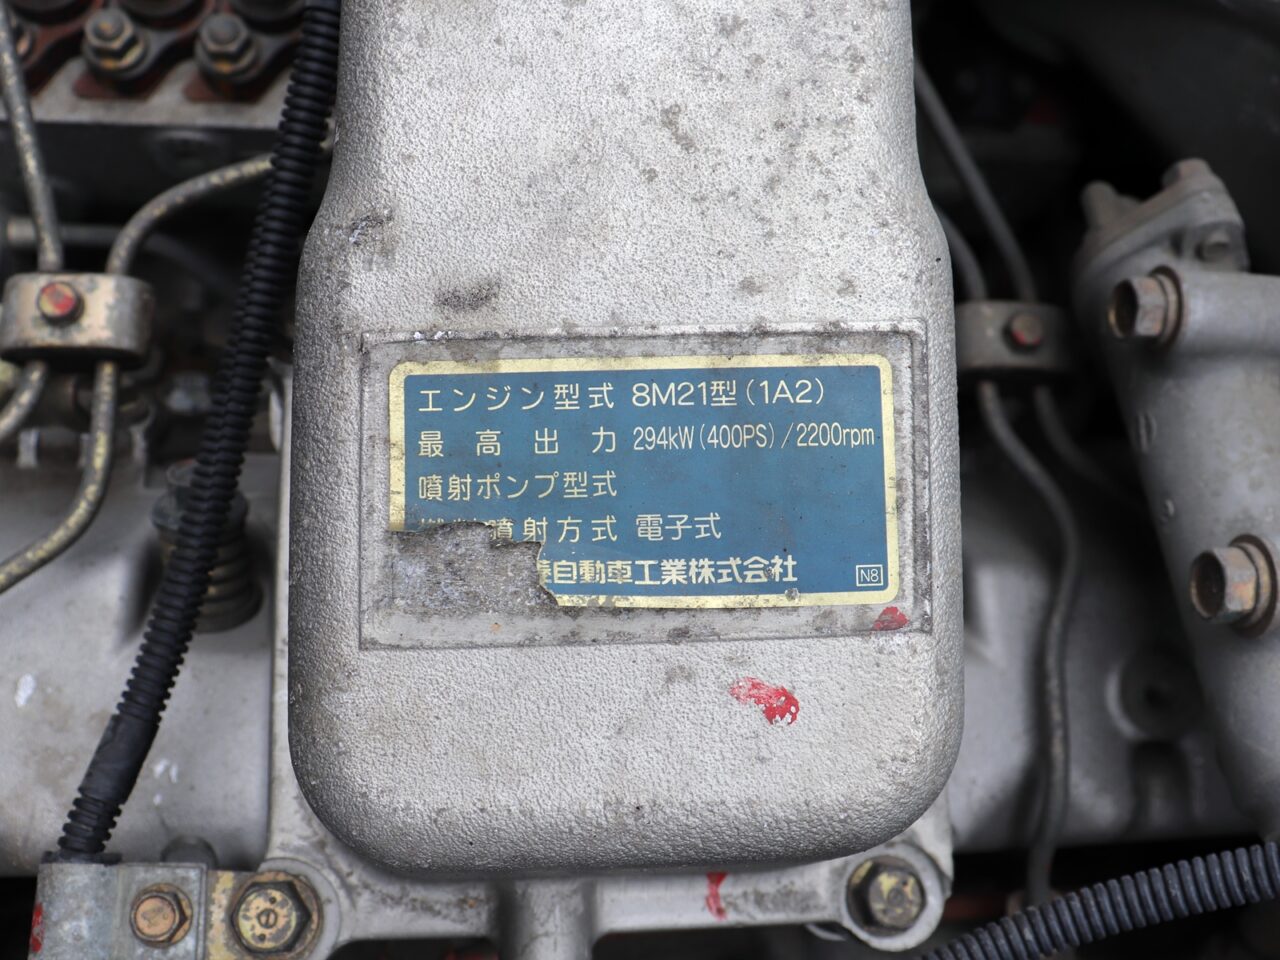 エンジン型式 8M21型(1A2)
最高出力 294kW(400PS)/2200rpm
噴射ポンプ型式
噴射方式 電子式
自動車工業株式会社
N8